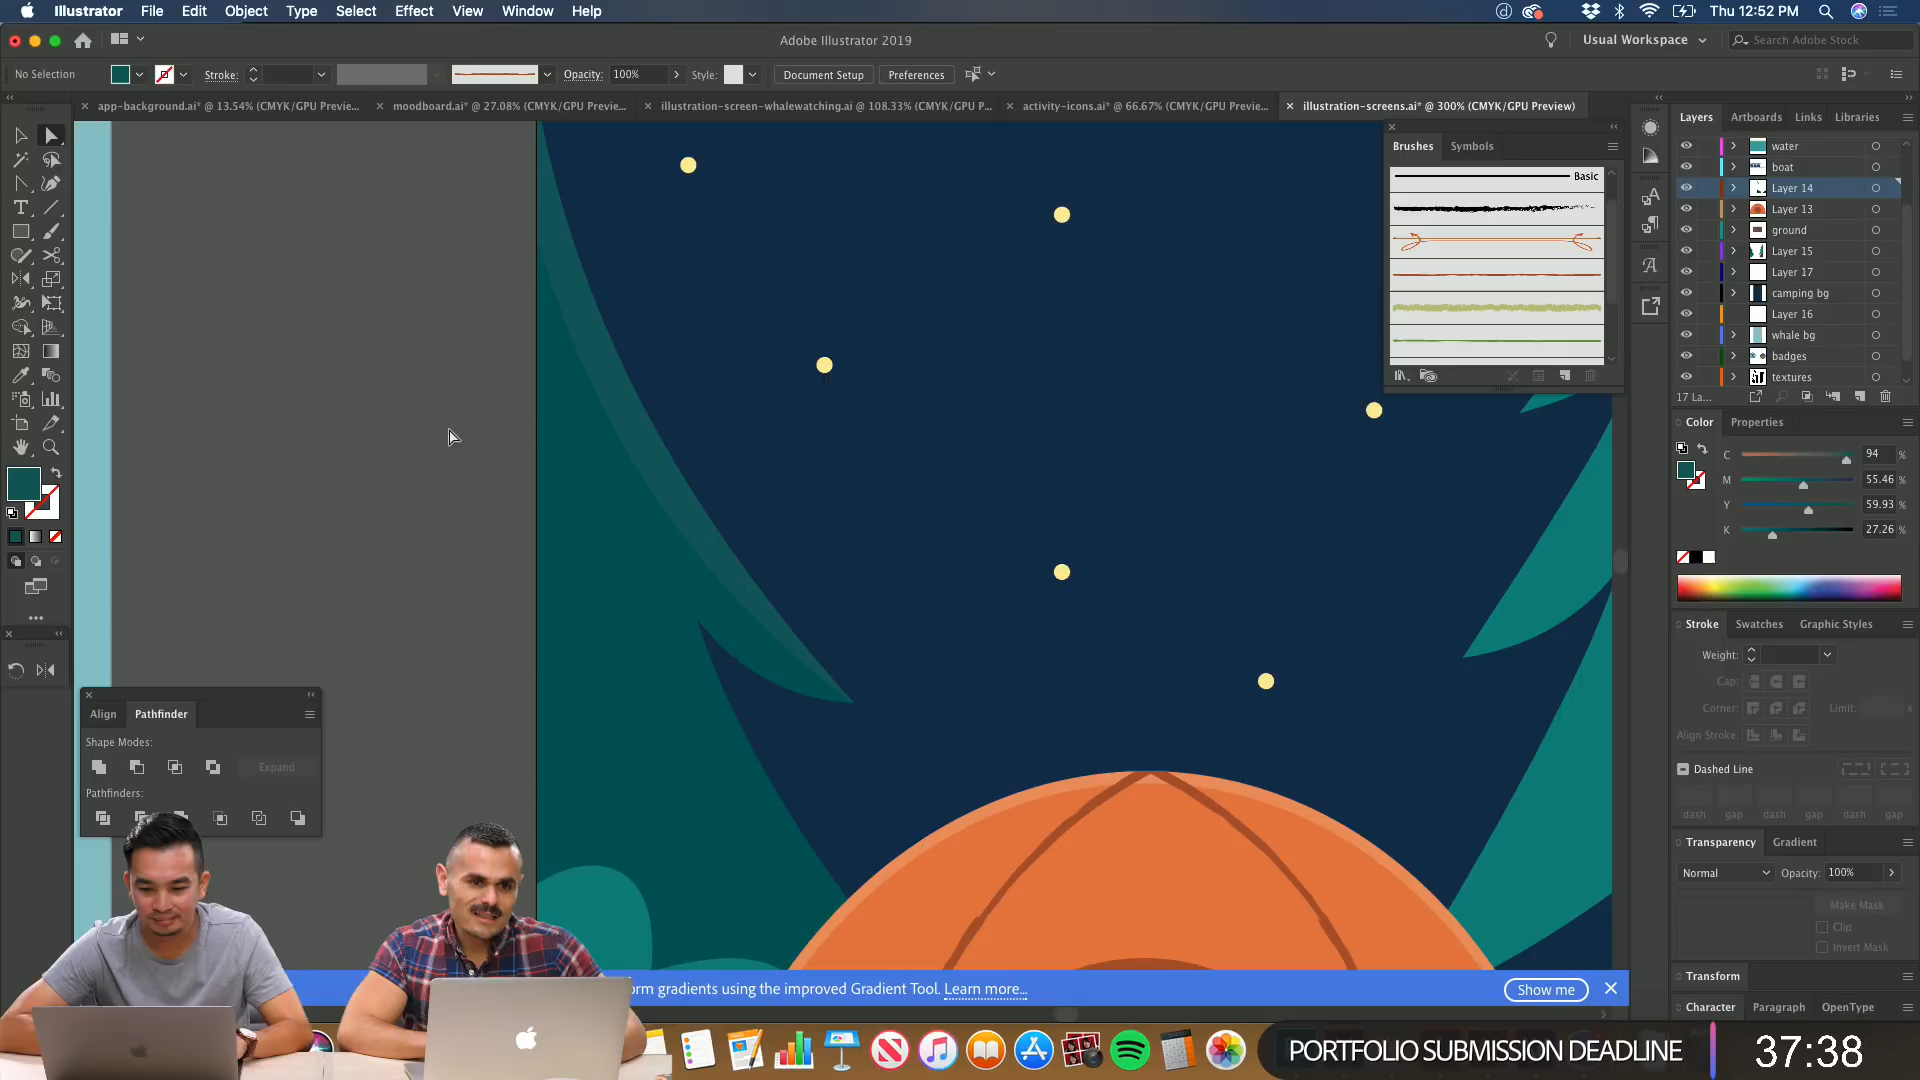 Illustrator File Edit Object Type Select Effect View Window Help
Thu 12:52 PM
Adobe Illustrator 2019
Usual Workspace
Search Adobe Stock
No Selection
Stroke:
Opacity: 100%
Style:
Document Setup
Preferences
app-background.ai* @ 13.54% (CMYK/GPU Previe...
moodboard.ai* @ 27.08% (CMYK/GPU Previe...
illustration-screen-whalewatching.ai @ 108.33% (CMYK/GPU P...
activity-icons.ai* @ 66.67% (CMYK/GPU Previe...
illustration-screens.ai* @ 300% (CMYK/GPU Preview)
Brushes Symbols
Basic
Layers Artboards Links Libraries
water
boat
Layer 14
Layer 13
ground
Layer 15
Layer 17
camping bg
Layer 16
whale bg
badges
textures
17 La...
Color Properties
C 94 %
M 55.46 %
Y 59.93 %
K 27.26 %
Stroke Swatches Graphic Styles
Weight:
Cap:
Corner: Limit: x
Align Stroke:
Dashed Line
dash gap dash gap dash gap
Transparency Gradient
Normal Opacity: 100%
Make Mask
Clip
Invert Mask
Transform
Character Paragraph OpenType
Align Pathfinder
Shape Modes:
Expand
Pathfinders:
orm gradients using the improved Gradient Tool. Learn more...
Show me
PORTFOLIO SUBMISSION DEADLINE 37:38